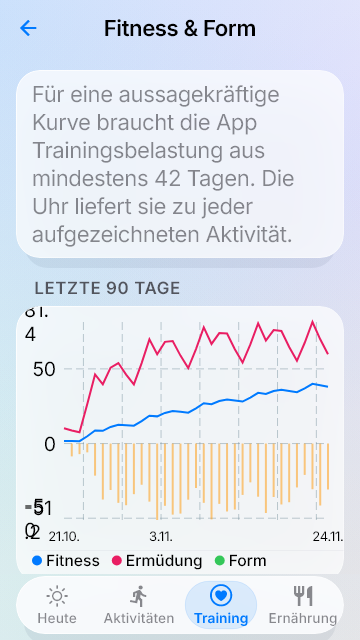 Fitness & Form
Für eine aussagekräftige
Kurve braucht die App
Trainingsbelastung aus
mindestens 42 Tagen. Die
Uhr liefert sie zu jeder
aufgezeichneten Aktivität.
LETZTE 90 TAGE
81.
4
50
0
21.10.
3.11.
24.11.
Fitness
Ermüdung
Form
Heute
Aktivitäten
Training
Ernährung